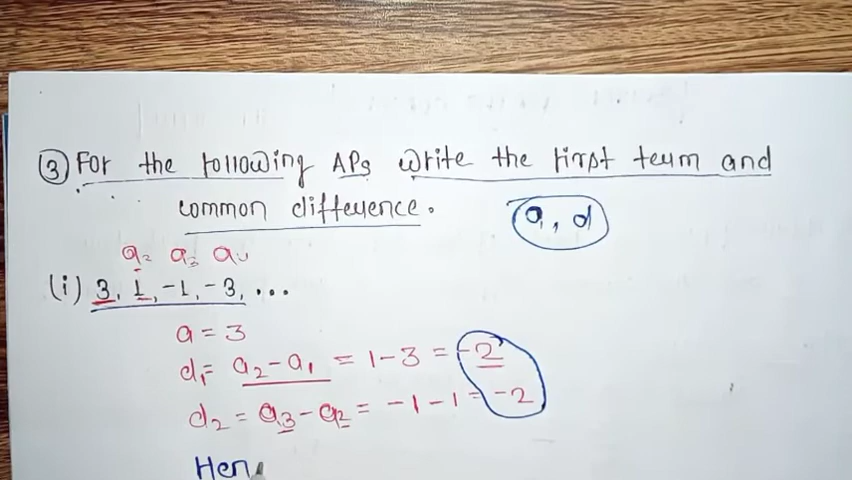 ③ For the following APs write the first term and
common difference.
a, d
a₂ a₃ a₄
(i) 3, 1, -1, -3, ...
a = 3
d₁= a₂-a₁ = 1-3 = -2
d₂ = a₃-a₂ = -1-1 = -2
Hen